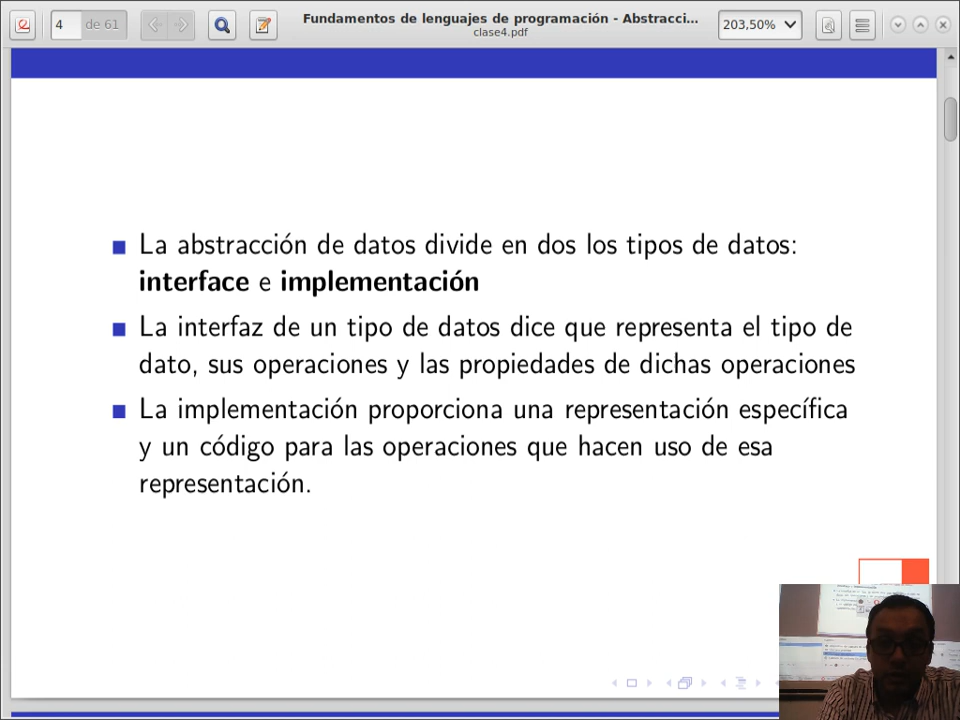 4 de 61
Fundamentos de lenguajes de programación - Abstracci...
clase4.pdf
203,50%
La abstracción de datos divide en dos los tipos de datos:
interface e implementación
La interfaz de un tipo de datos dice que representa el tipo de
dato, sus operaciones y las propiedades de dichas operaciones
La implementación proporciona una representación específica
y un código para las operaciones que hacen uso de esa
representación.